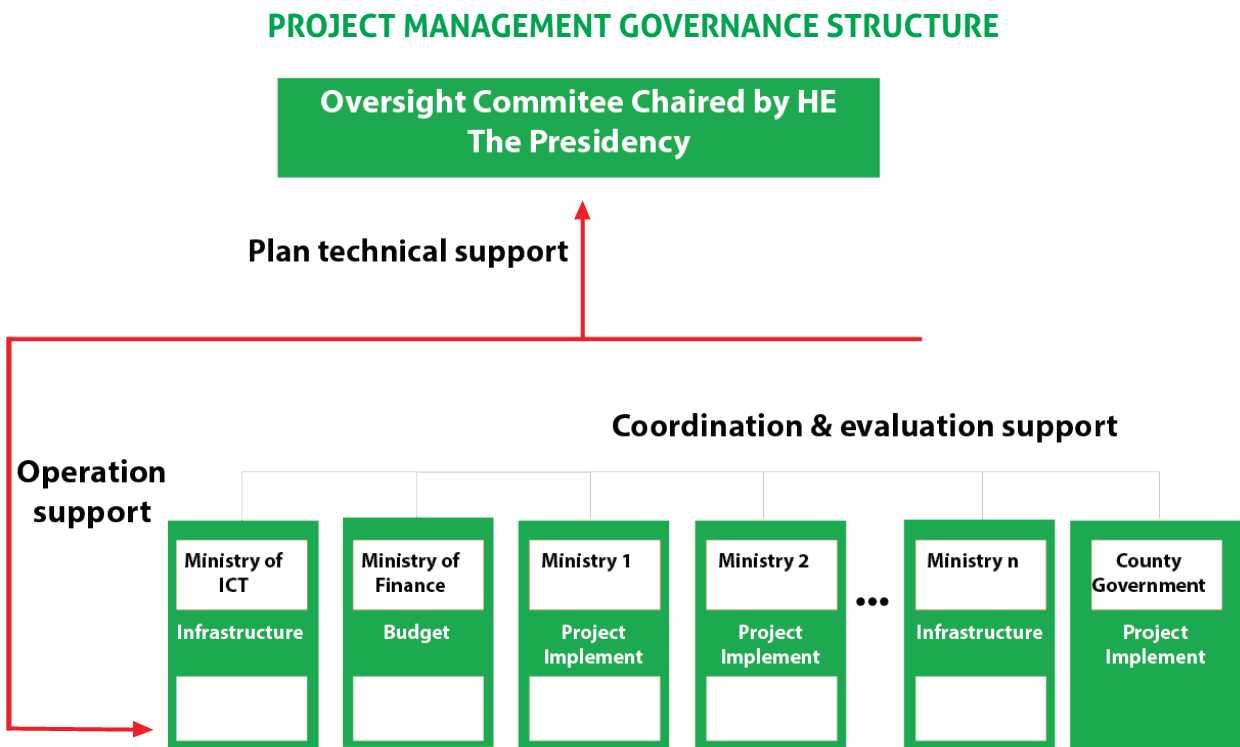 PROJECT MANAGEMENT GOVERNANCE STRUCTURE
Oversight Commitee Chaired by HE
The Presidency
Plan technical support
Coordination & evaluation support
Operation
support
Ministry of
ICT
Infrastructure
Ministry of
Finance
Budget
Ministry 1
Project
Implement
Ministry 2
Project
Implement
...
Ministry n
Infrastructure
County
Government
Project
Implement